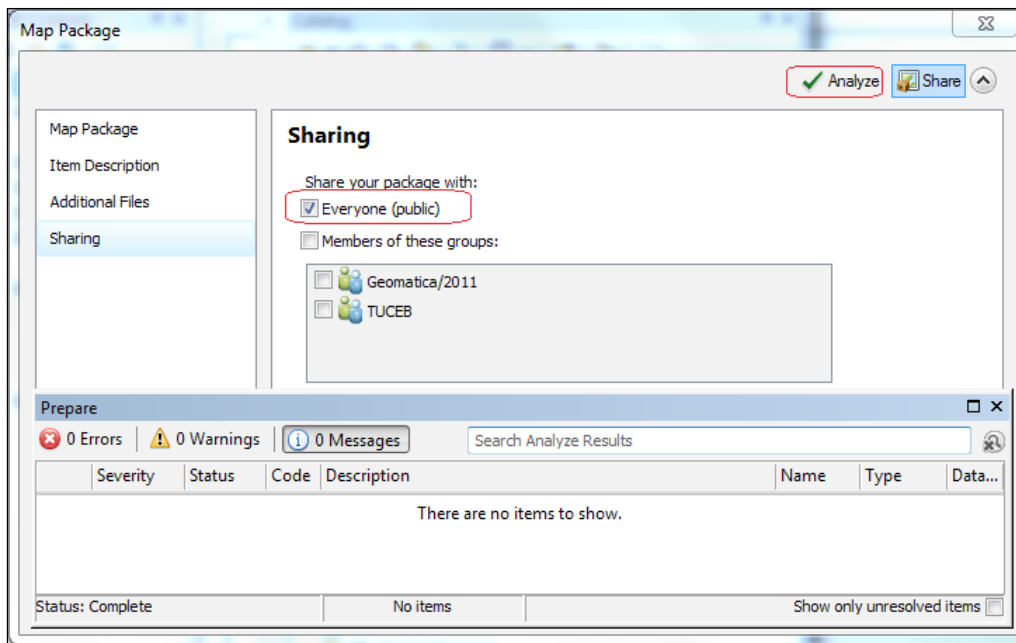 Map Package
Analyze Share
Map Package
Item Description
Additional Files
Sharing
Sharing
Share your package with:
Everyone (public)
Members of these groups:
Geomatica/2011
TUCEB
Prepare
0 Errors 0 Warnings 0 Messages Search Analyze Results
Severity Status Code Description Name Type Data...
There are no items to show.
Status: Complete No items Show only unresolved items